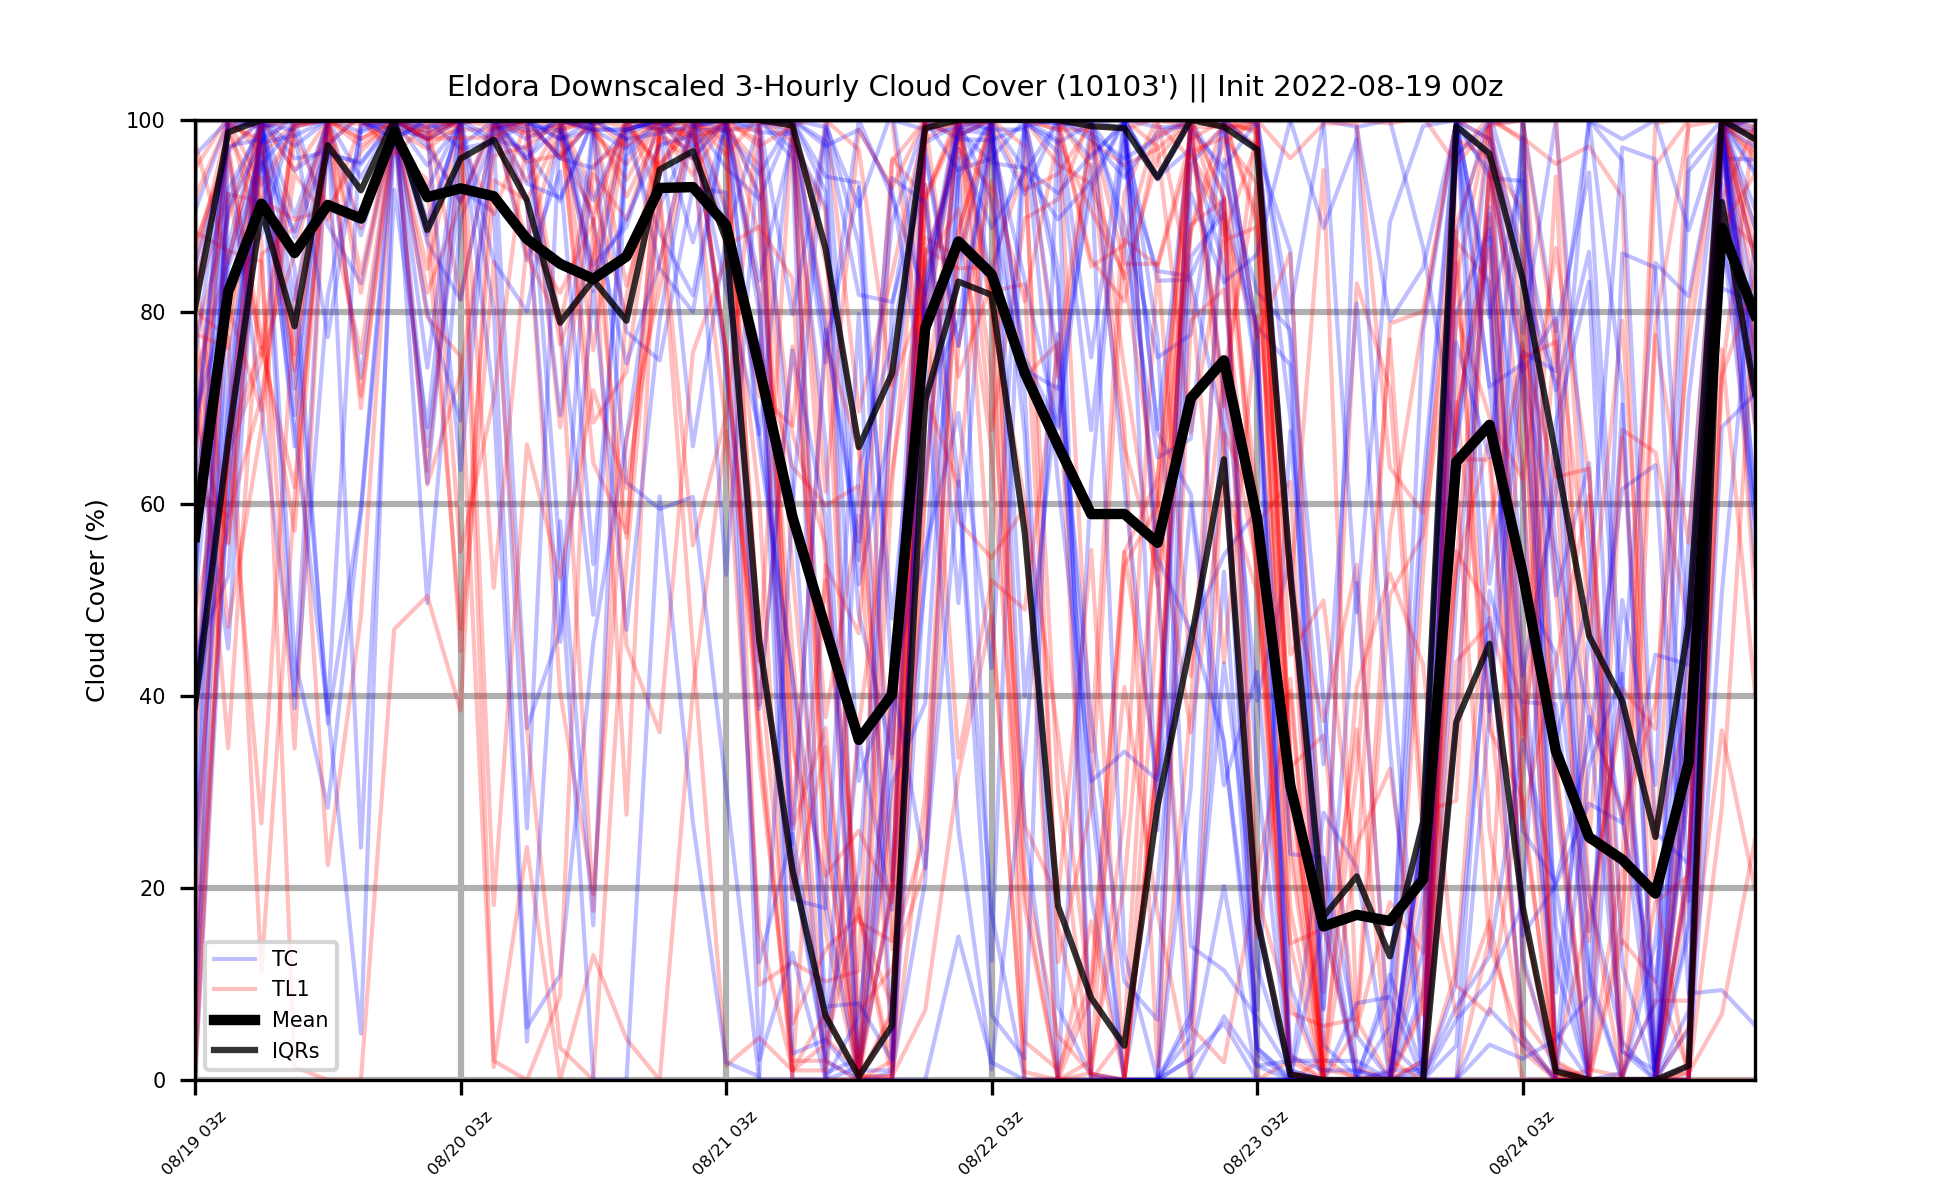 Eldora Downscaled 3-Hourly Cloud Cover (10103') || Init 2022-08-19 00z
Cloud Cover (%)
100
80
60
40
20
0
TC
TL1
Mean
IQRs
08/19 03z
08/20 03z
08/21 03z
08/22 03z
08/23 03z
08/24 03z